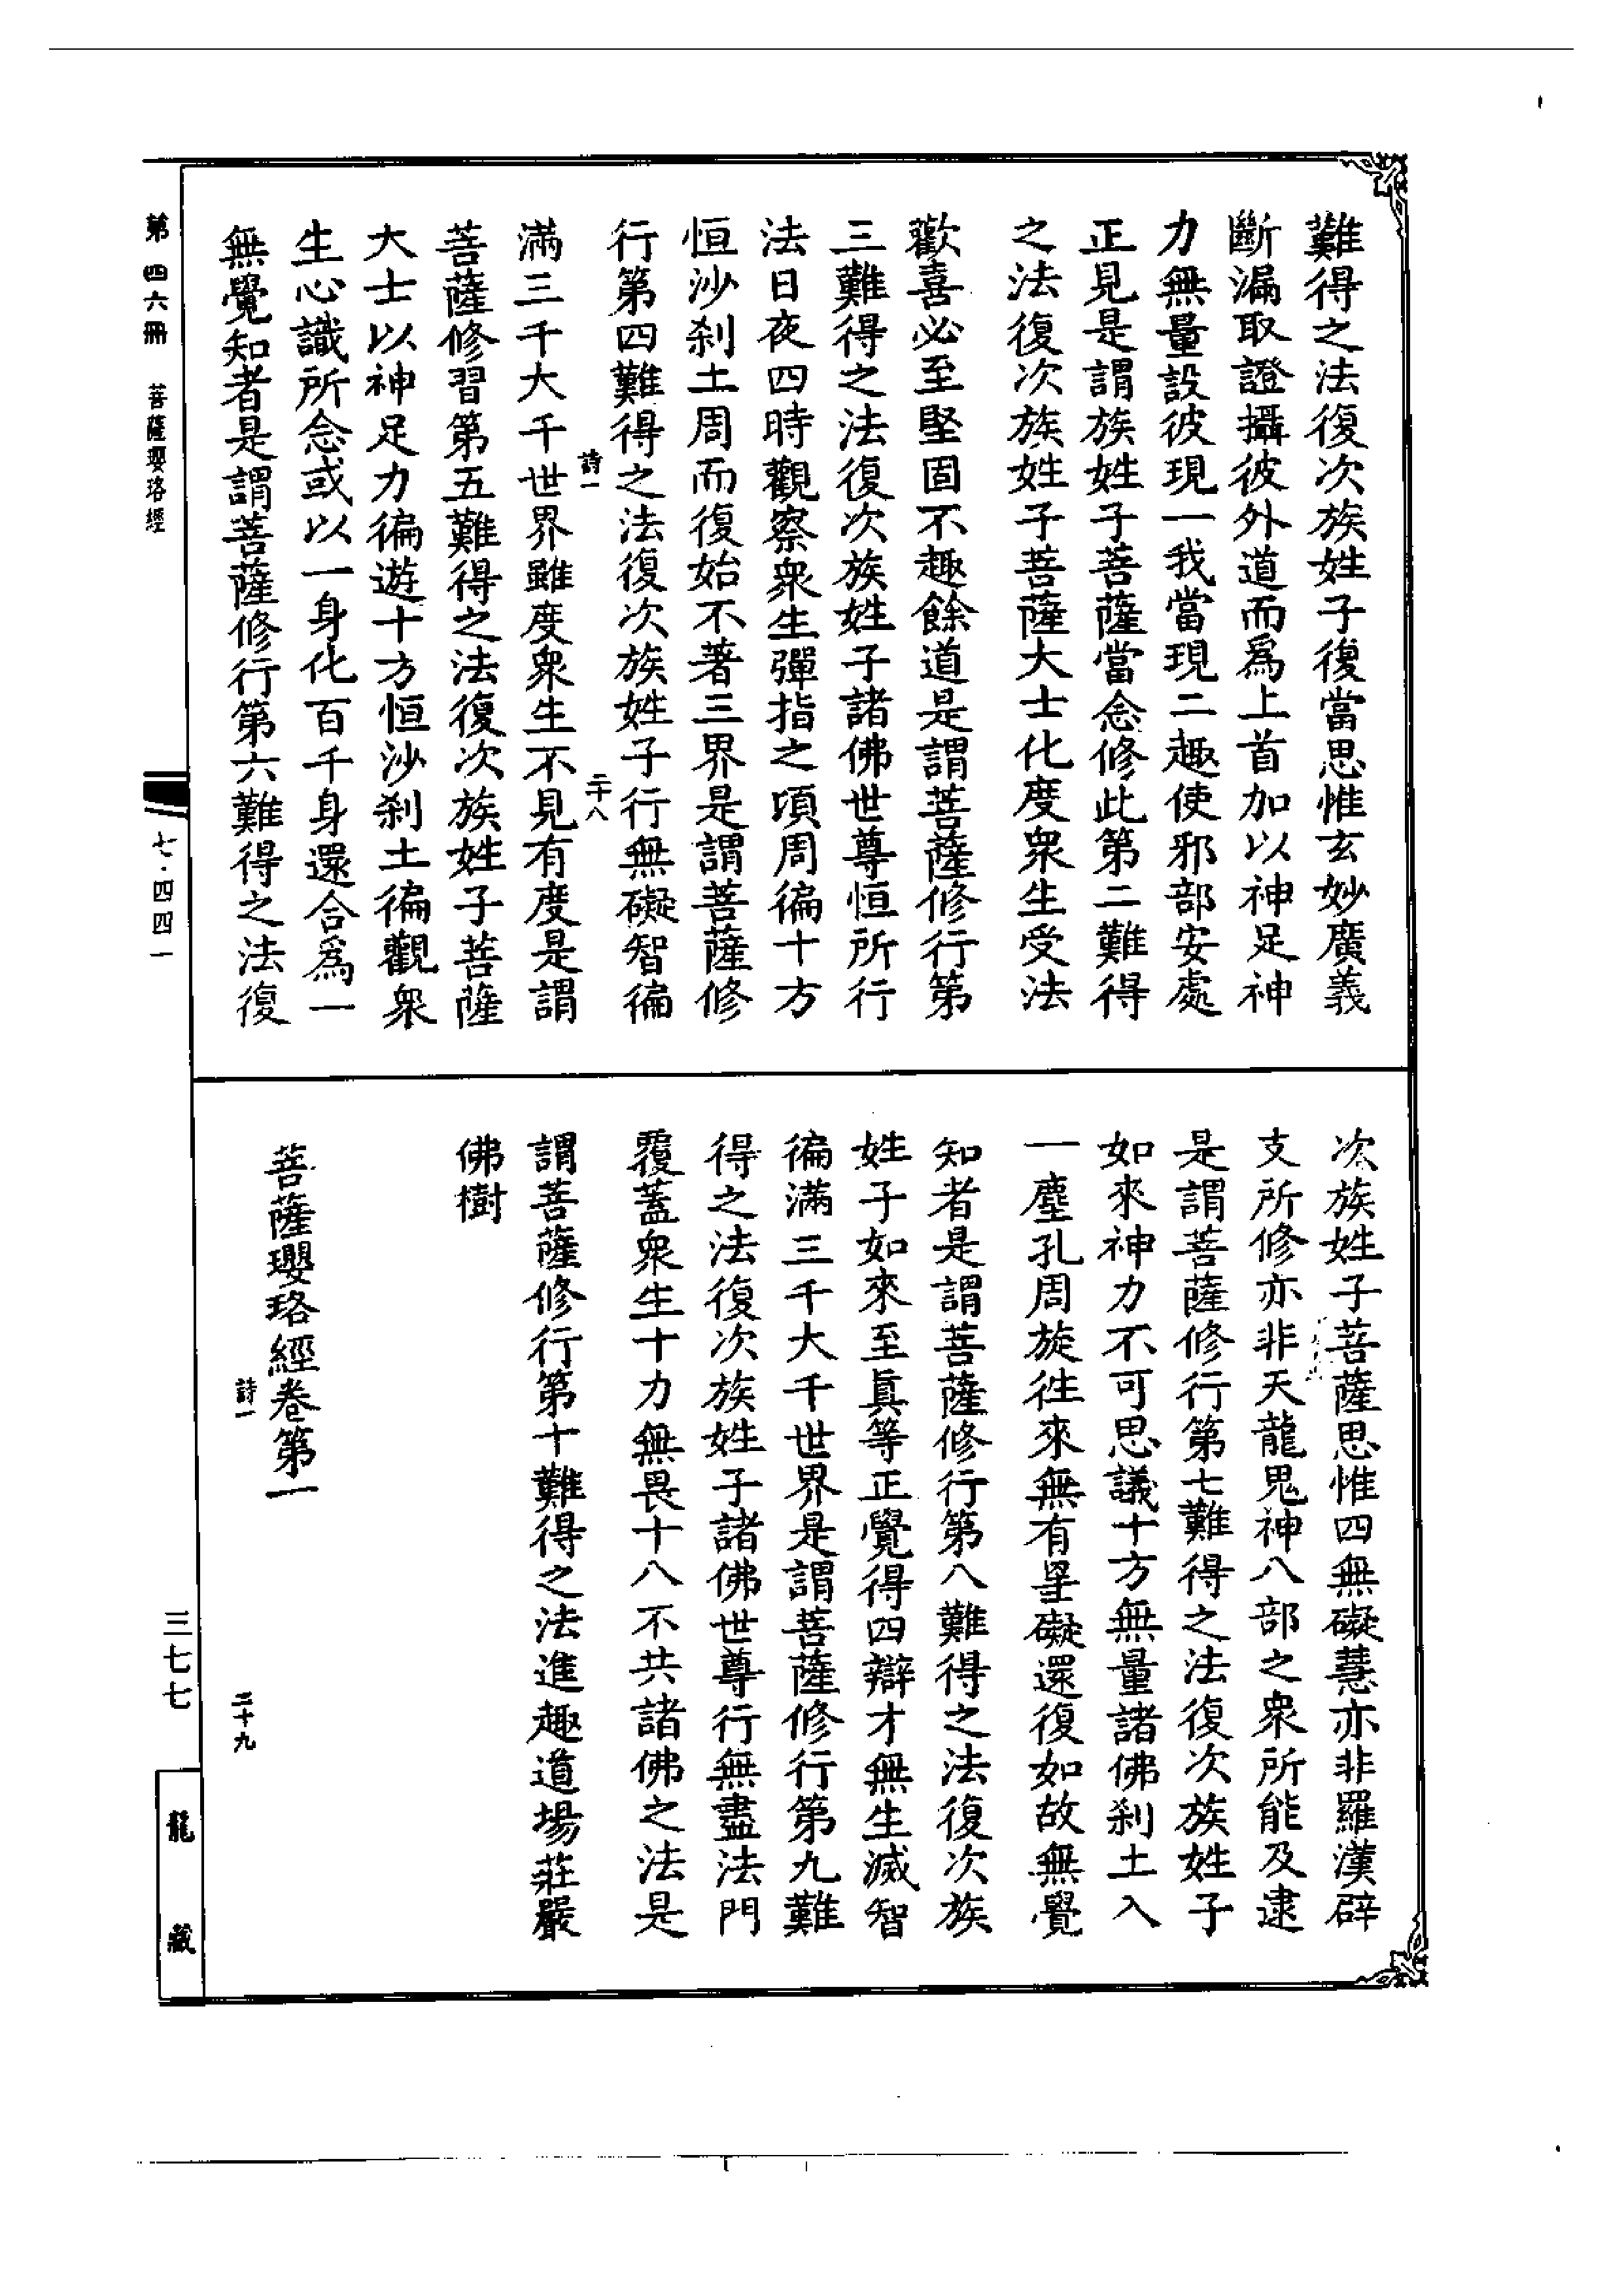 難得之法復次族姓子復當思惟玄妙廣義
斷漏取證攝彼外道而爲上首加以神足神
力無量設彼現一我當現二趣使邪部安處
正見是謂族姓子菩薩當念修此第二難得
之法復次族姓子菩薩大士化度衆生受法
歡喜必至堅固不趣餘道是謂菩薩修行第
三難得之法復次族姓子諸佛世尊恒所行
法日夜四時觀察衆生彈指之頃周徧十方
恒沙刹土周而復始不著三界是謂菩薩修
行第四難得之法復次族姓子行無礙智徧
詩一 二十八
滿三千大千世界雖度衆生不見有度是謂
菩薩修習第五難得之法復次族姓子菩薩
大士以神足力徧遊十方恒沙刹土徧觀衆
生心識所念或以一身化百千身還合爲一
無覺知者是謂菩薩修行第六難得之法復
次族姓子菩薩思惟四無礙慧亦非羅漢辟
支所修亦非天龍鬼神八部之衆所能及逮
是謂菩薩修行第七難得之法復次族姓子
如來神力不可思議十方無量諸佛刹土入
一塵孔周旋徃來無有罣礙還復如故無覺
知者是謂菩薩修行第八難得之法復次族
姓子如來至眞等正覺得四辯才無生滅智
徧滿三千大千世界是謂菩薩修行第九難
得之法復次族姓子諸佛世尊行無盡法門
覆蓋衆生十力無畏十八不共諸佛之法是
謂菩薩修行第十難得之法進趣道場莊嚴
佛樹
菩薩瓔珞經卷第一
詩一 二十九
第四六冊 菩薩瓔珞經
七·四四一
三七七
龍藏